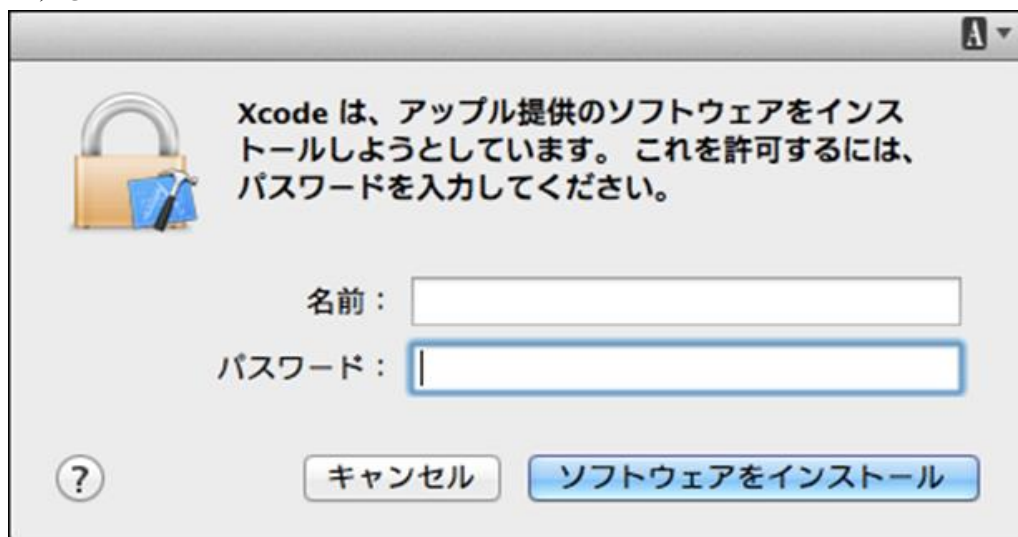 A
Xcode は、アップル提供のソフトウェアをインス
トールしようとしています。 これを許可するには、
パスワードを入力してください。
名前：
パスワード：
?
キャンセル
ソフトウェアをインストール